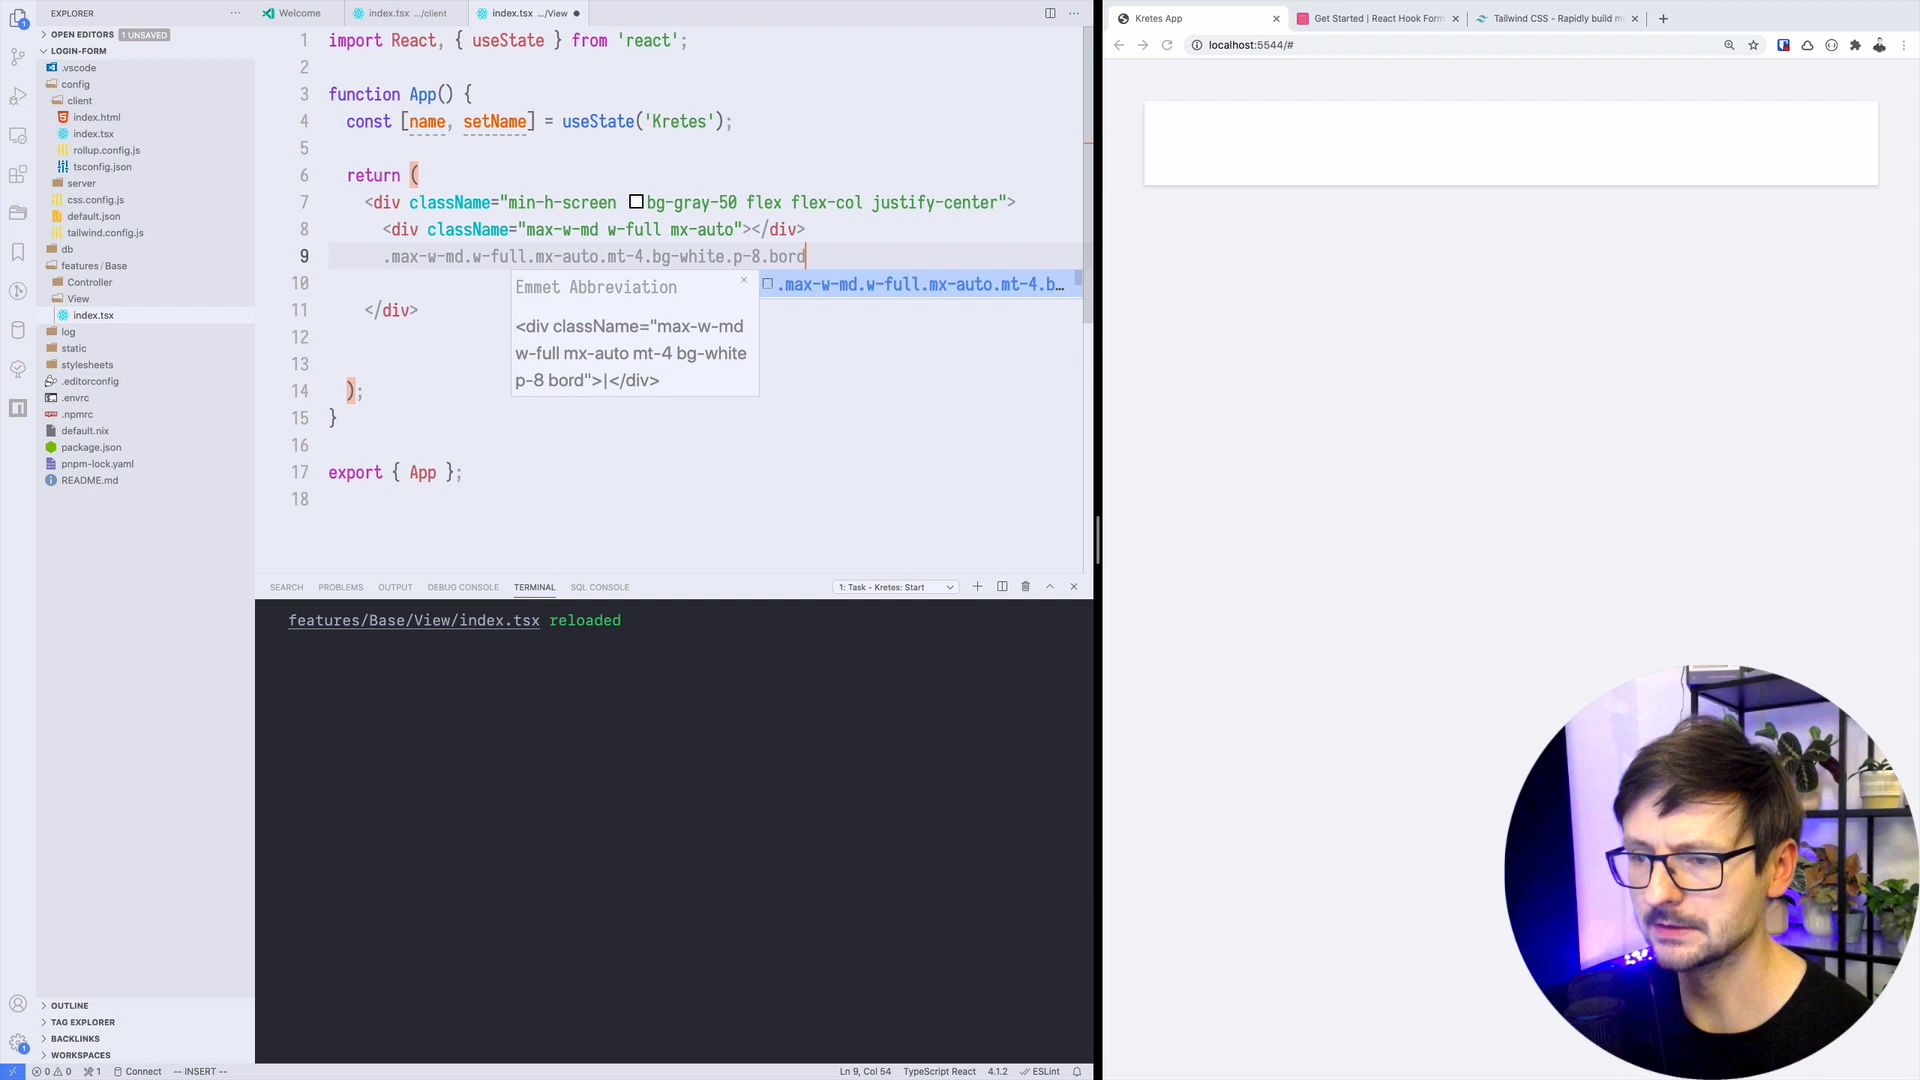 EXPLORER
OPEN EDITORS 1 UNSAVED
LOGIN-FORM
.vscode
config
client
index.html
index.tsx
rollup.config.js
tsconfig.json
server
css.config.js
default.json
tailwind.config.js
db
features/Base
Controller
View
index.tsx
log
static
stylesheets
.editorconfig
.envrc
.npmrc
default.nix
package.json
pnpm-lock.yaml
README.md
OUTLINE
TAG EXPLORER
BACKLINKS
WORKSPACES
Welcome
index.tsx .../client
index.tsx .../View
1 import React, { useState } from 'react';
2
3 function App() {
4 const [name, setName] = useState('Kretes');
5
6 return (
7 <div className="min-h-screen bg-gray-50 flex flex-col justify-center">
8 <div className="max-w-md w-full mx-auto"></div>
9 .max-w-md.w-full.mx-auto.mt-4.bg-white.p-8.bord
10
11 </div>
12
13
14 );
15 }
16
17 export { App };
18
Emmet Abbreviation
<div className="max-w-md
w-full mx-auto mt-4 bg-white
p-8 bord">|</div>
.max-w-md.w-full.mx-auto.mt-4.b…
SEARCH PROBLEMS OUTPUT DEBUG CONSOLE TERMINAL SQL CONSOLE
1: Task - Kretes: Start
features/Base/View/index.tsx reloaded
1
1
0 0 1 Connect -- INSERT --
Ln 9, Col 54 TypeScript React 4.1.2 ESLint
Kretes App
Get Started | React Hook Form
Tailwind CSS - Rapidly build m
localhost:5544/#